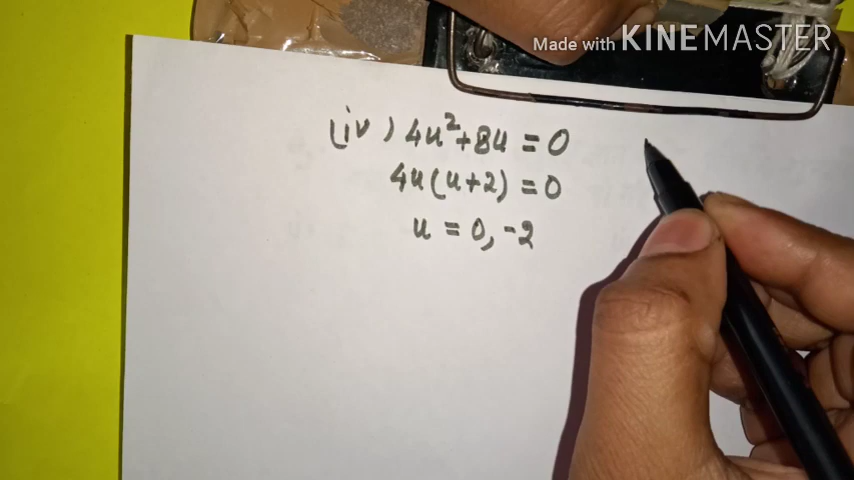 Made with KINEMASTER
(iv) 4u²+8u = 0
4u(u+2) = 0
u = 0, -2